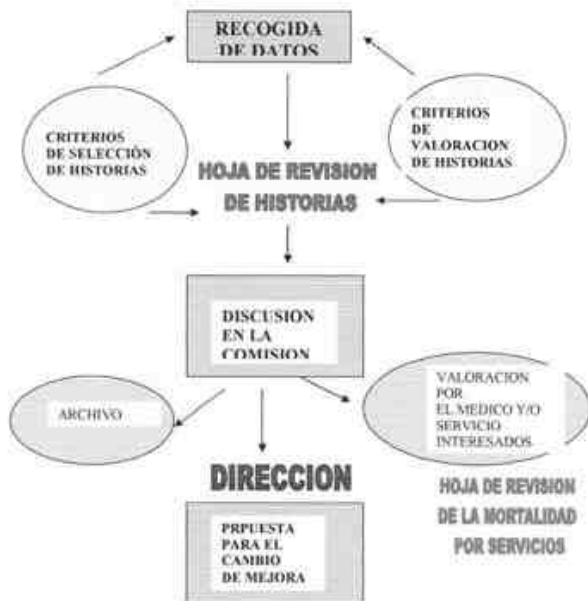 RECOGIDA
DE DATOS
CRITERIOS
DE SELECCIÓN
DE HISTORIAS
CRITERIOS
DE
VALORACION
DE HISTORIAS
HOJA DE REVISION
DE HISTORIAS
DISCUSION
EN LA
COMISION
ARCHIVO
VALORACION
POR
EL MEDICO Y/O
SERVICIO
INTERESADOS
DIRECCION
HOJA DE REVISION
DE LA MORTALIDAD
POR SERVICIOS
PRPUESTA
PARA EL
CAMBIO
DE MEJORA